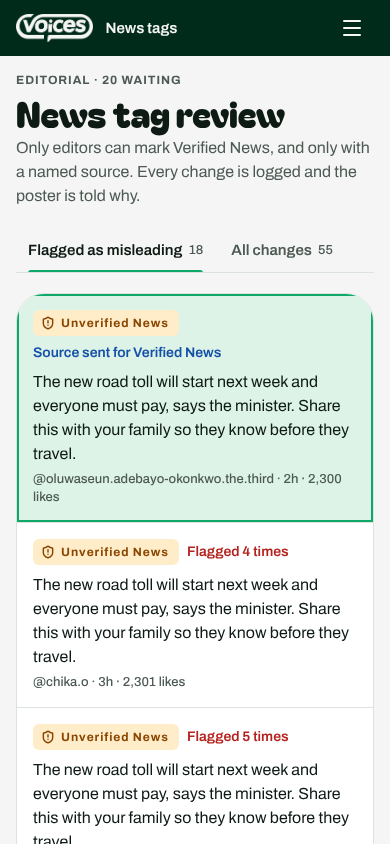 Voices News tags
EDITORIAL · 20 WAITING
News tag review
Only editors can mark Verified News, and only with
a named source. Every change is logged and the
poster is told why.
Flagged as misleading 18 All changes 55
Unverified News
Source sent for Verified News
The new road toll will start next week and
everyone must pay, says the minister. Share
this with your family so they know before they
travel.
@oluwaseun.adebayo-okonkwo.the.third · 2h · 2,300
likes
Unverified News Flagged 4 times
The new road toll will start next week and
everyone must pay, says the minister. Share
this with your family so they know before they
travel.
@chika.o · 3h · 2,301 likes
Unverified News Flagged 5 times
The new road toll will start next week and
everyone must pay, says the minister. Share
this with your family so they know before they
travel.